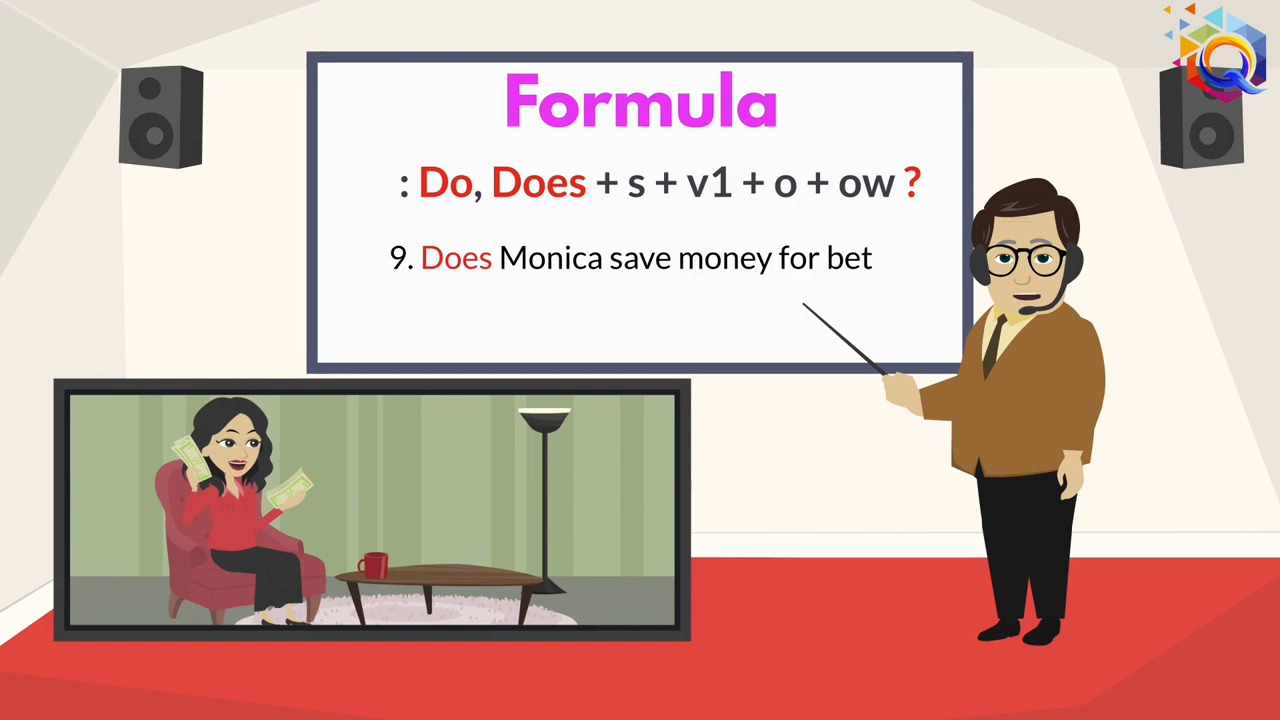 Formula
: Do, Does + s + v1 + o + ow ?
9. Does Monica save money for bet